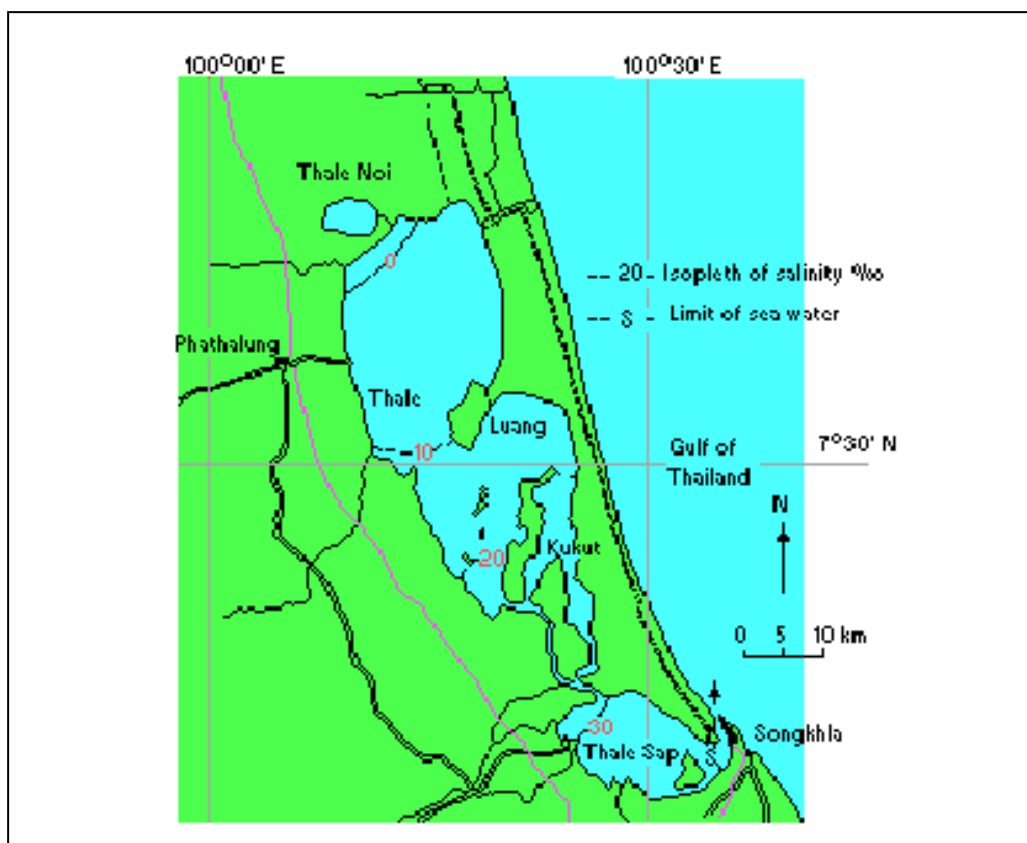 100°00' E
100°30' E
Thale Noi
0
-- 20 - Isopleth of salinity ‰
-- S - Limit of sea water
Phathalung
Thale
Luang
10
Gulf of
Thailand
7°30' N
N
Kukut
20
0 5 10 km
30
Songkhla
Thale Sap
S